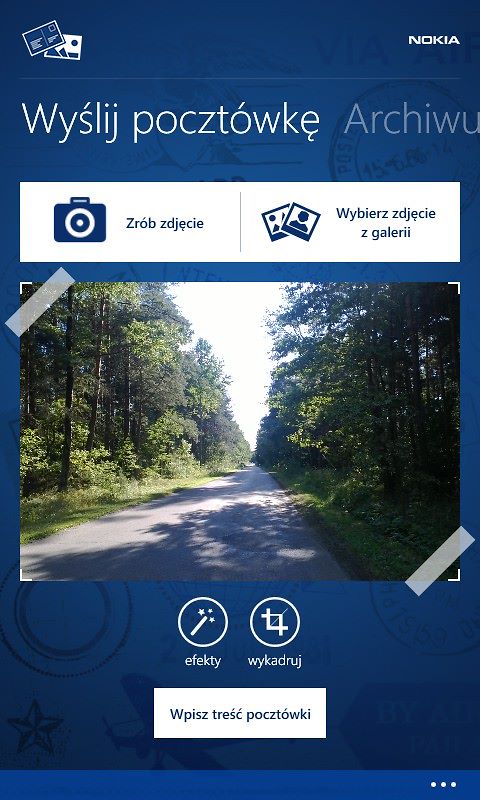 NOKIA
Wyślij pocztówkę Archiwu
Zrób zdjęcie
Wybierz zdjęcie
z galerii
efekty
wykadruj
Wpisz treść pocztówki